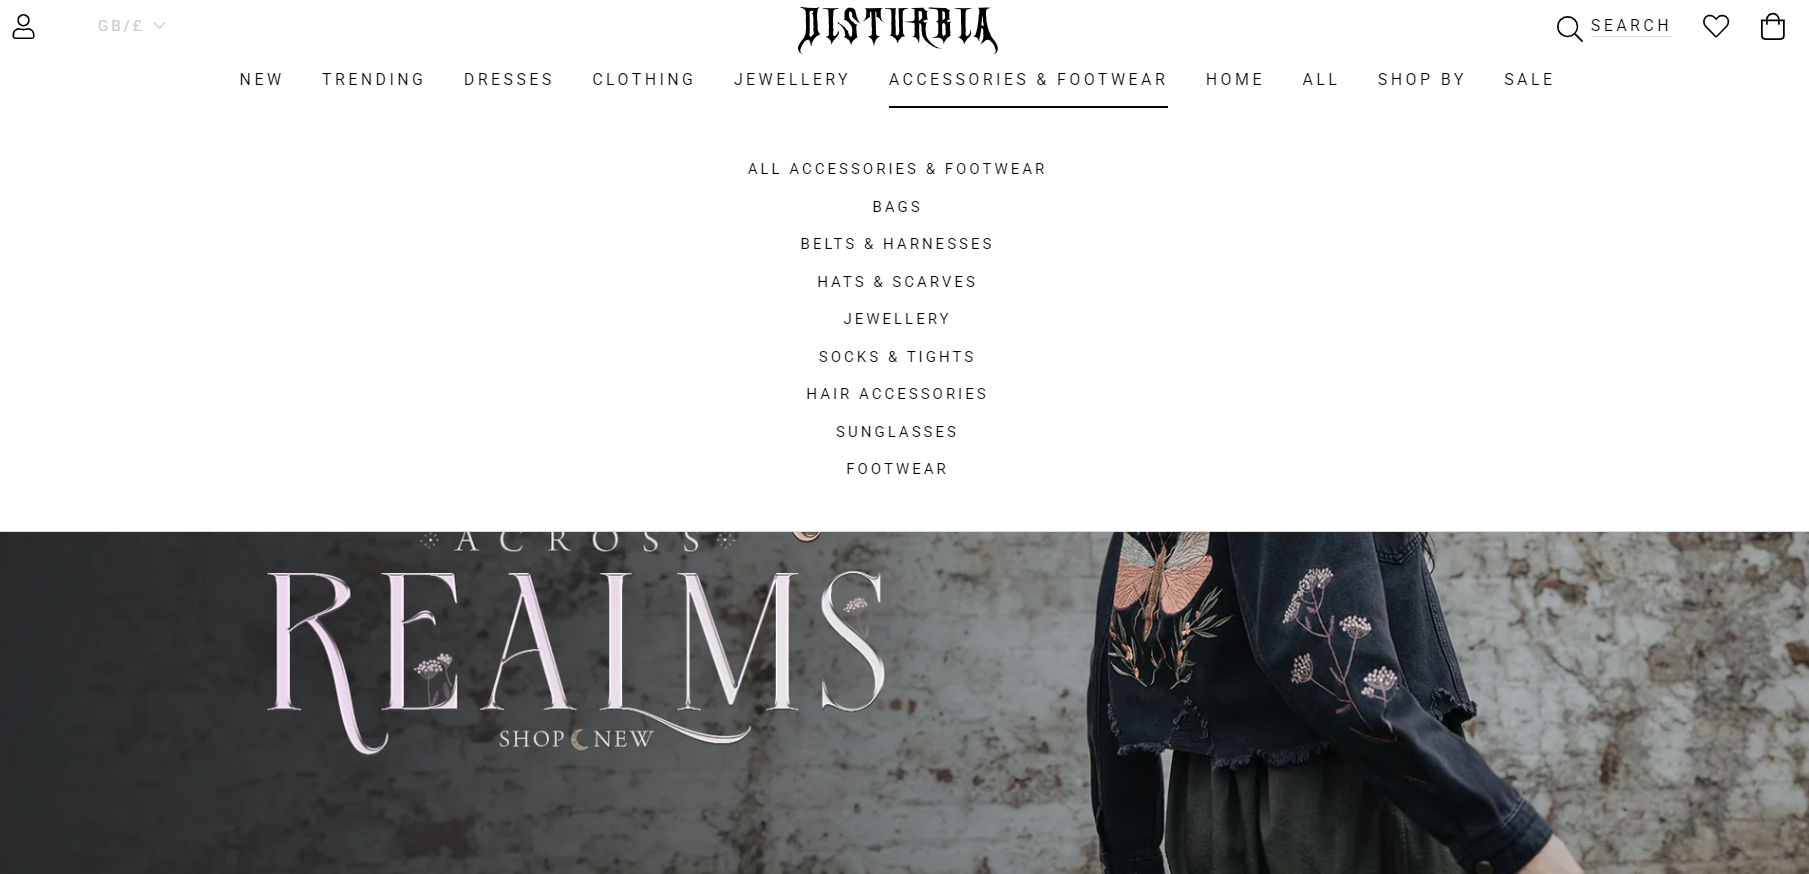 GB/£
DISTURBIA
SEARCH
NEW
TRENDING
DRESSES
CLOTHING
JEWELLERY
ACCESSORIES & FOOTWEAR
HOME
ALL
SHOP BY
SALE
ALL ACCESSORIES & FOOTWEAR
BAGS
BELTS & HARNESSES
HATS & SCARVES
JEWELLERY
SOCKS & TIGHTS
HAIR ACCESSORIES
SUNGLASSES
FOOTWEAR
ACROSS
REALMS
SHOP NEW